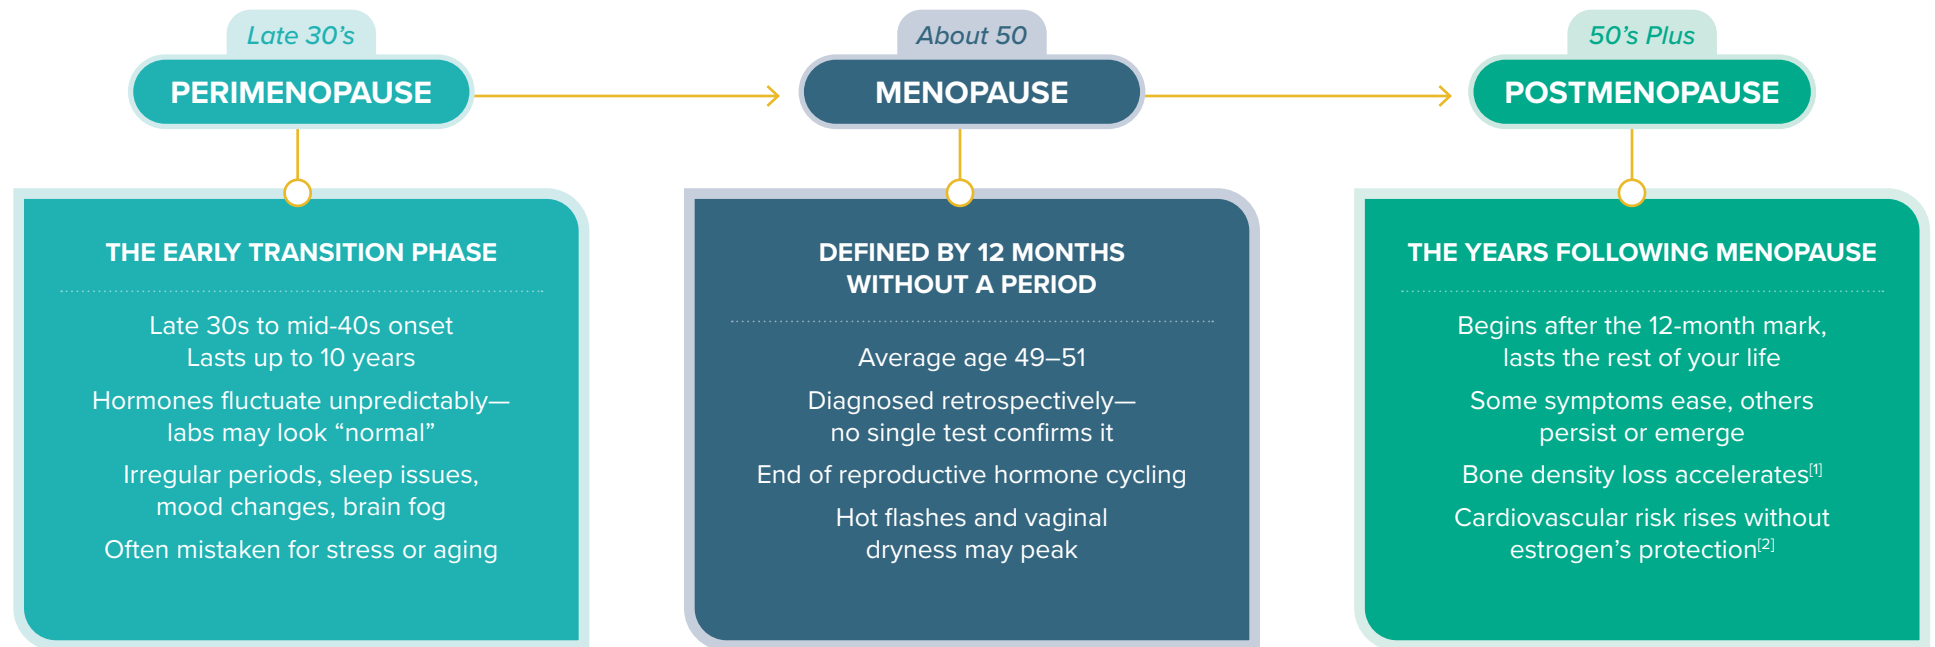 Late 30's
PERIMENOPAUSE
THE EARLY TRANSITION PHASE
Late 30s to mid-40s onset
Lasts up to 10 years
Hormones fluctuate unpredictably—
labs may look “normal”
Irregular periods, sleep issues,
mood changes, brain fog
Often mistaken for stress or aging
About 50
MENOPAUSE
DEFINED BY 12 MONTHS
WITHOUT A PERIOD
Average age 49–51
Diagnosed retrospectively—
no single test confirms it
End of reproductive hormone cycling
Hot flashes and vaginal
dryness may peak
50's Plus
POSTMENOPAUSE
THE YEARS FOLLOWING MENOPAUSE
Begins after the 12-month mark,
lasts the rest of your life
Some symptoms ease, others
persist or emerge
Bone density loss accelerates[1]
Cardiovascular risk rises without
estrogen’s protection[2]